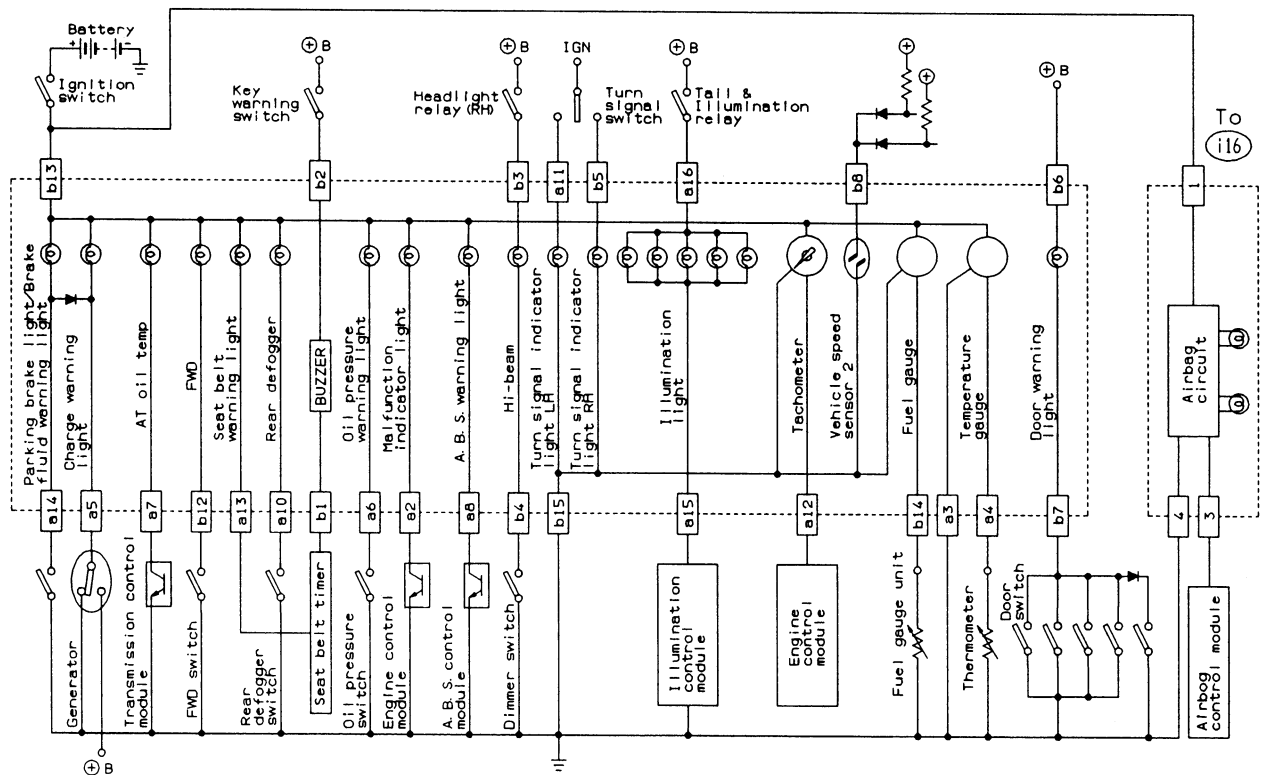 Battery
+
-
Ignition
switch
Key
warning
switch
⊕ B
Headlight
relay (RH)
⊕ B
IGN
Turn
signal
switch
⊕ B
Tail &
Illumination
relay
⊕
⊕
⊕ B
To
i16
b13
b2
b3
a11
b5
a16
b8
b6
1
Parking brake light/Brake
fluid warning light
Charge warning
light
AT oil temp
FWD
Seat belt
warning light
Rear defogger
BUZZER
Oil pressure
warning light
Malfunction
indicator light
A. B. S. warning light
Hi-beam
Turn signal indicator
light LH
Turn signal indicator
light RH
Illumination
light
Tachometer
Vehicle speed
sensor 2
Fuel gauge
Temperature
gauge
Door warning
light
Airbag
circuit
a14
a5
a7
b12
a13
a10
b1
a6
a2
a8
b4
b15
a15
a12
b14
a3
a4
b7
4
3
Generator
Transmission control
module
FWD switch
Rear
defogger
switch
Seat belt timer
Oil pressure
switch
Engine control
module
A. B. S. control
module
Dimmer switch
Illumination
control
module
Engine
control
module
Fuel gauge unit
Thermometer
Door
switch
Airbog
control module
⊕ B